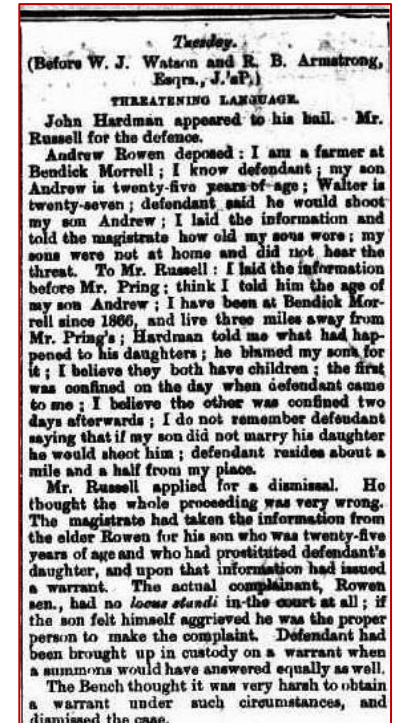 Tuesday.
(Before W. J. Watson and R. B. Armstrong,
Esqrs., J.'sP.)
THREATENING LANGUAGE.
John Hardman appeared to his bail. Mr.
Russell for the defence.
Andrew Rowen deposed : I am a farmer at
Bendick Morrell ; I know defendant ; my son
Andrew is twenty-five years of age ; Walter is
twenty-seven ; defendant said he would shoot
my son Andrew ; I laid the information and
told the magistrate how old my sons were ; my
sons were not at home and did not hear the
threat. To Mr. Russell : I laid the information
before Mr. Pring ; think I told him the age of
my son Andrew ; I have been at Bendick Mor-
rell since 1866, and live three miles away from
Mr. Pring's ; Hardman told me what had hap-
pened to his daughters ; he blamed my sons for
it ; I believe they both have children ; the first
was confined on the day when defendant came
to me ; I believe the other was confined two
days afterwards ; I do not remember defendant
saying that if my son did not marry his daughter
he would shoot him ; defendant resides about a
mile and a half from my place.
Mr. Russell applied for a dismissal. He
thought the whole proceeding was very wrong.
The magistrate had taken the information from
the elder Rowen for his son who was twenty-five
years of age and who had prostituted defendant's
daughter, and upon that information had issued
a warrant. The actual complainant, Rowen
sen., had no locus standi in the court at all ; if
the son felt himself aggrieved he was the proper
person to make the complaint. Defendant had
been brought up in custody on a warrant when
a summons would have answered equally as well.
The Bench thought it was very harsh to obtain
a warrant under such circumstances, and
dismissed the case.